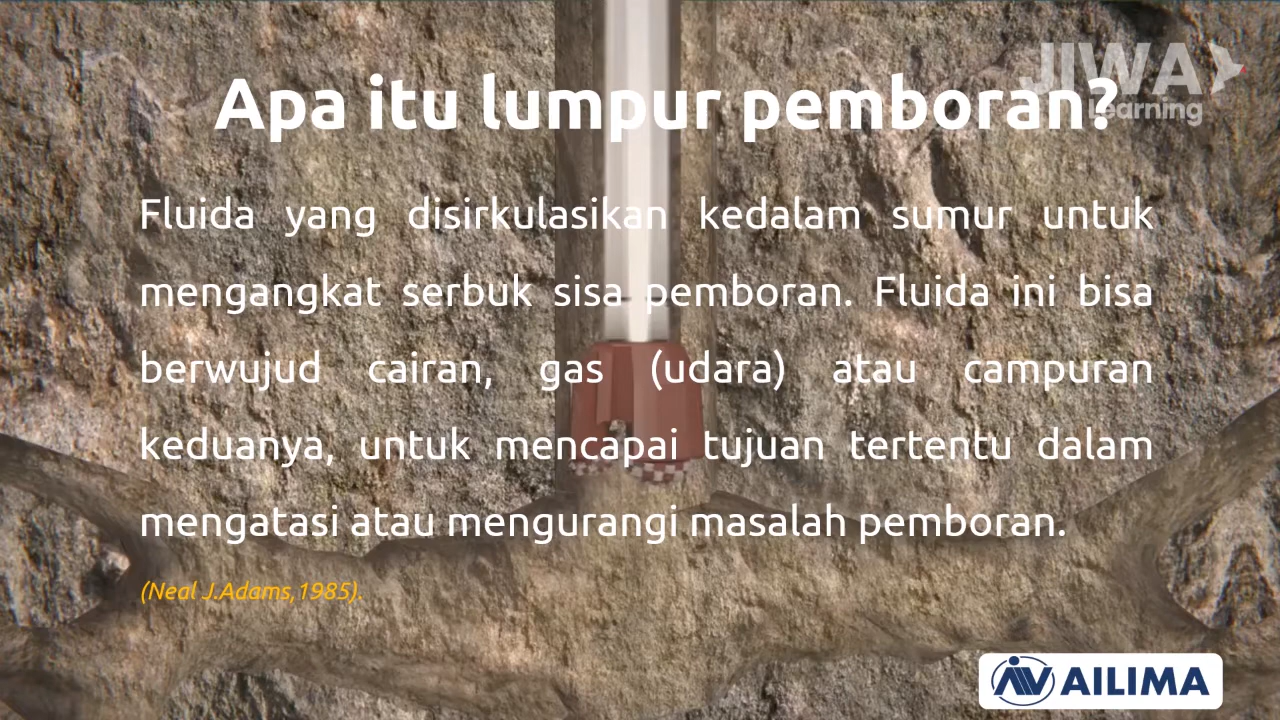 JIWA
learning
Apa itu lumpur pemboran?
Fluida yang disirkulasikan kedalam sumur untuk
mengangkat serbuk sisa pemboran. Fluida ini bisa
berwujud cairan, gas (udara) atau campuran
keduanya, untuk mencapai tujuan tertentu dalam
mengatasi atau mengurangi masalah pemboran.
(Neal J.Adams,1985).
AILIMA